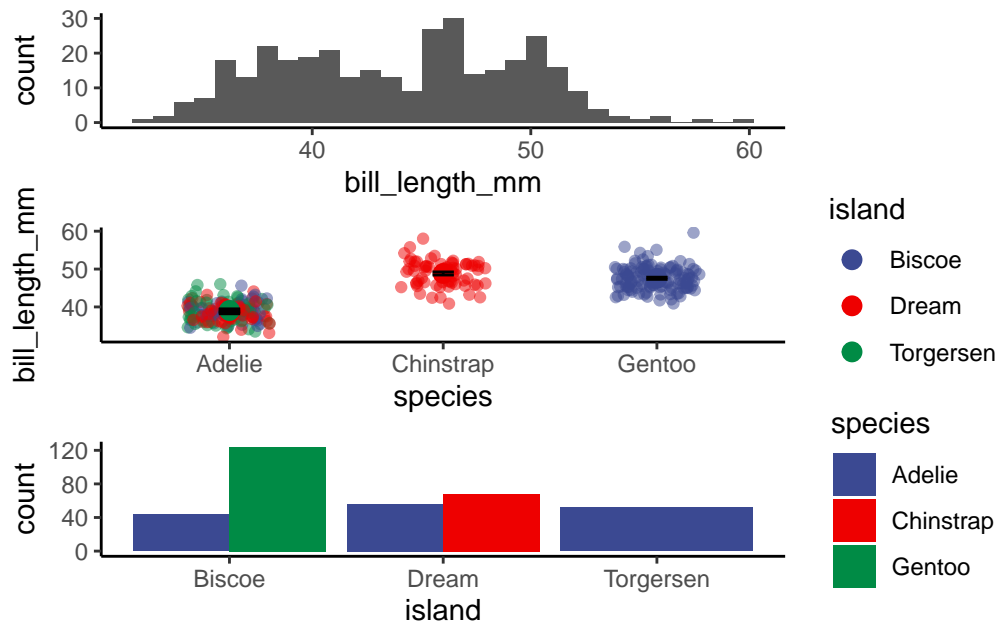 count
30
20
10
0
40 50 60
bill_length_mm
bill_length_mm
60
50
40
Adelie Chinstrap Gentoo
species
island
Biscoe
Dream
Torgersen
count
120
80
40
0
Biscoe Dream Torgersen
island
species
Adelie
Chinstrap
Gentoo